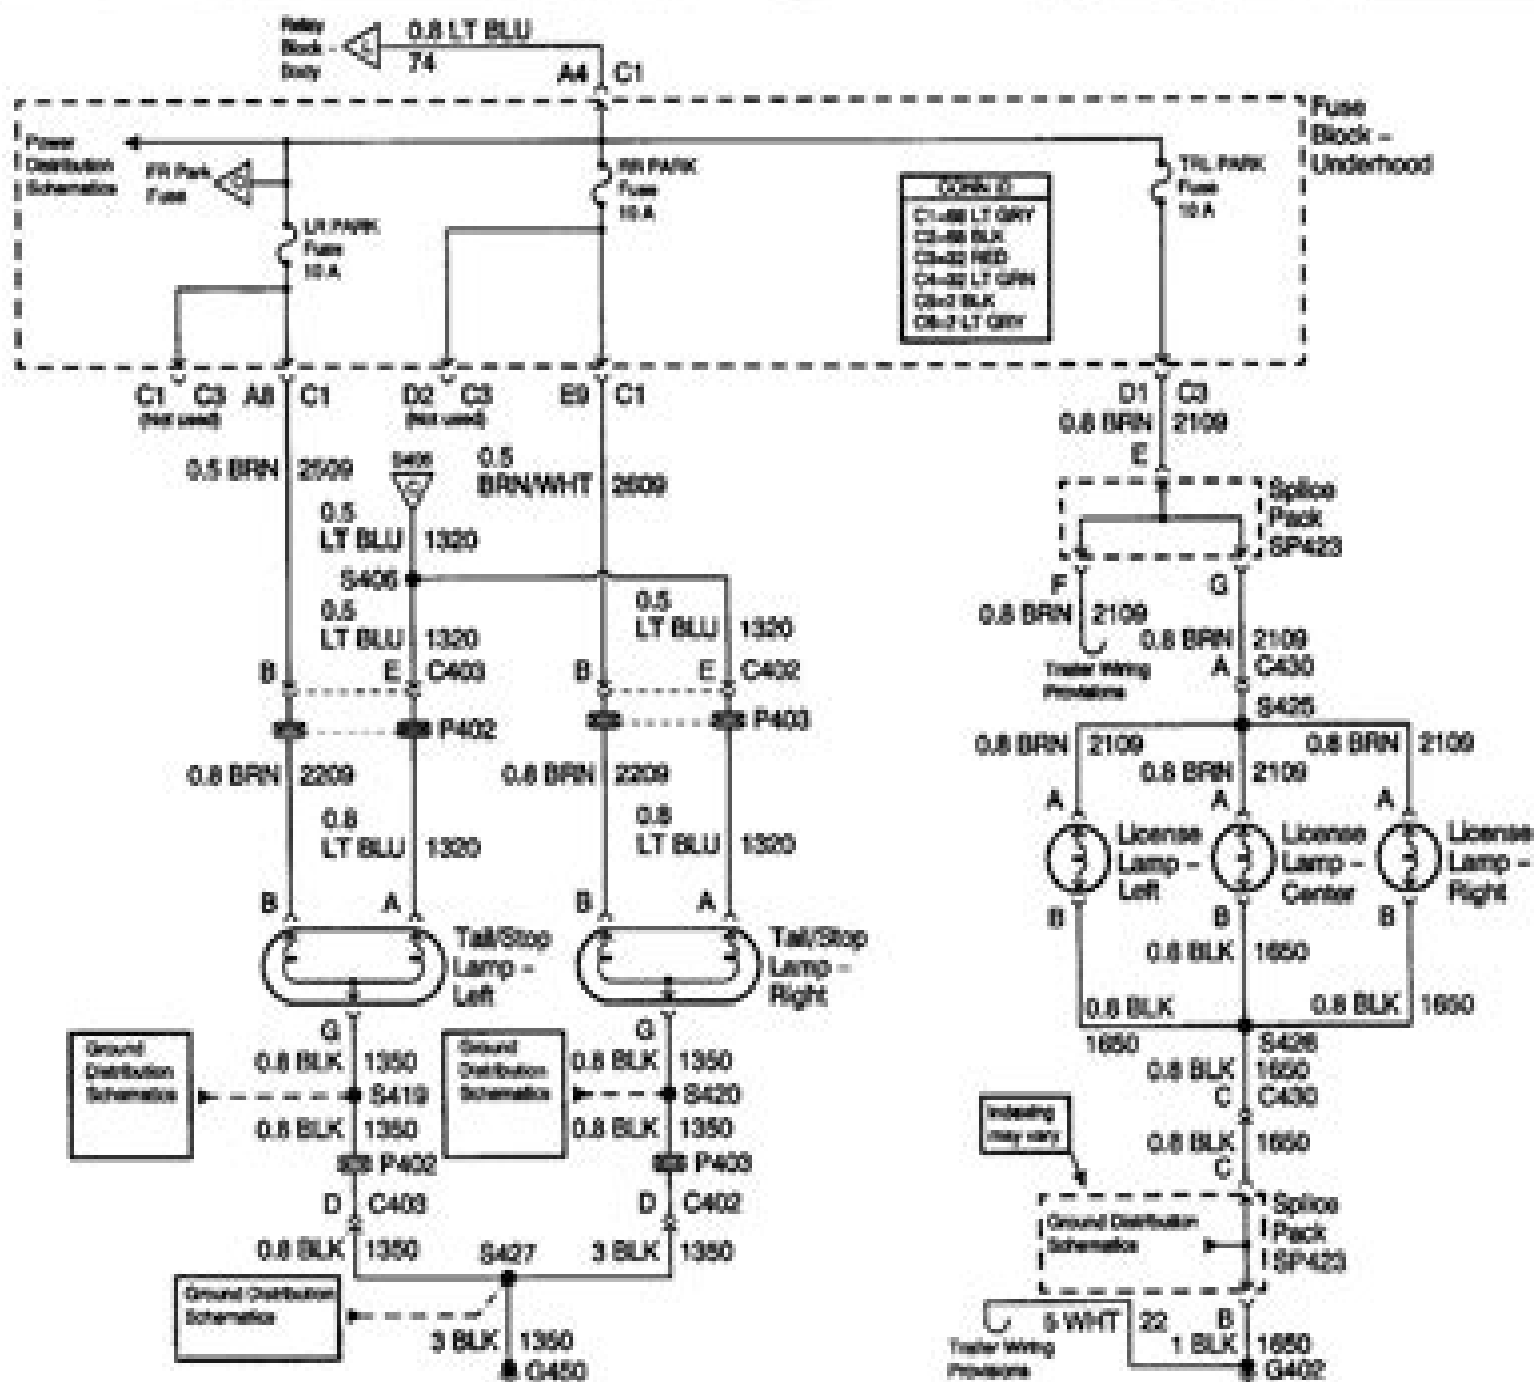 Relay
Block -
Body
0.8 LT BLU
74
A4 C1
Fuse
Block –
Underhood
Power
Distribution
Schematics
FR Park
Fuse
LR PARK
Fuse
10 A
RR PARK
Fuse
10 A
TRL PARK
Fuse
10 A
CONN ID
C1=68 LT GRY
C2=68 BLK
C3=32 RED
C4=32 LT GRN
C5=2 BLK
C6=2 LT GRY
C1 C3 A8 C1 D2 C3 E9 C1
(Not used) (Not used)
D1 C3
0.8 BRN 2109
E
0.5 BRN 2509
S405
0.5
BRN/WHT 2609
0.5
LT BLU 1320
S405
Splice
Pack
SP423
F G
0.8 BRN 2109
0.5
LT BLU 1320
0.5
LT BLU 1320
0.8 BRN 2109
Trailer Wiring
Provisions
A C430
B E C403 B E C402
P402 P403
S425
0.8 BRN 2109
0.8 BRN 2109
0.8 BRN 2109
0.8 BRN 2209
0.8 BRN 2209
0.8
LT BLU 1320
0.8
LT BLU 1320
A A A
License
Lamp –
Left
License
Lamp –
Center
License
Lamp –
Right
B B B
B A B A
Tail/Stop
Lamp –
Left
Tail/Stop
Lamp –
Right
0.8 BLK 1650
0.8 BLK
1650
0.8 BLK 1650
S426
G G
Ground
Distribution
Schematics
0.8 BLK 1350
Ground
Distribution
Schematics
0.8 BLK 1350
S419 S420
0.8 BLK 1350
0.8 BLK 1350
P402 P403
D C403 D C402
0.8 BLK 1350
S427
3 BLK 1350
Ground Distribution
Schematics
3 BLK 1350
G450
0.8 BLK 1650
C C430
Indexing
may vary
0.8 BLK 1650
C
Ground Distribution
Schematics
Splice
Pack
SP423
5 WHT 22
B
Trailer Wiring
Provisions
1 BLK 1650
G402